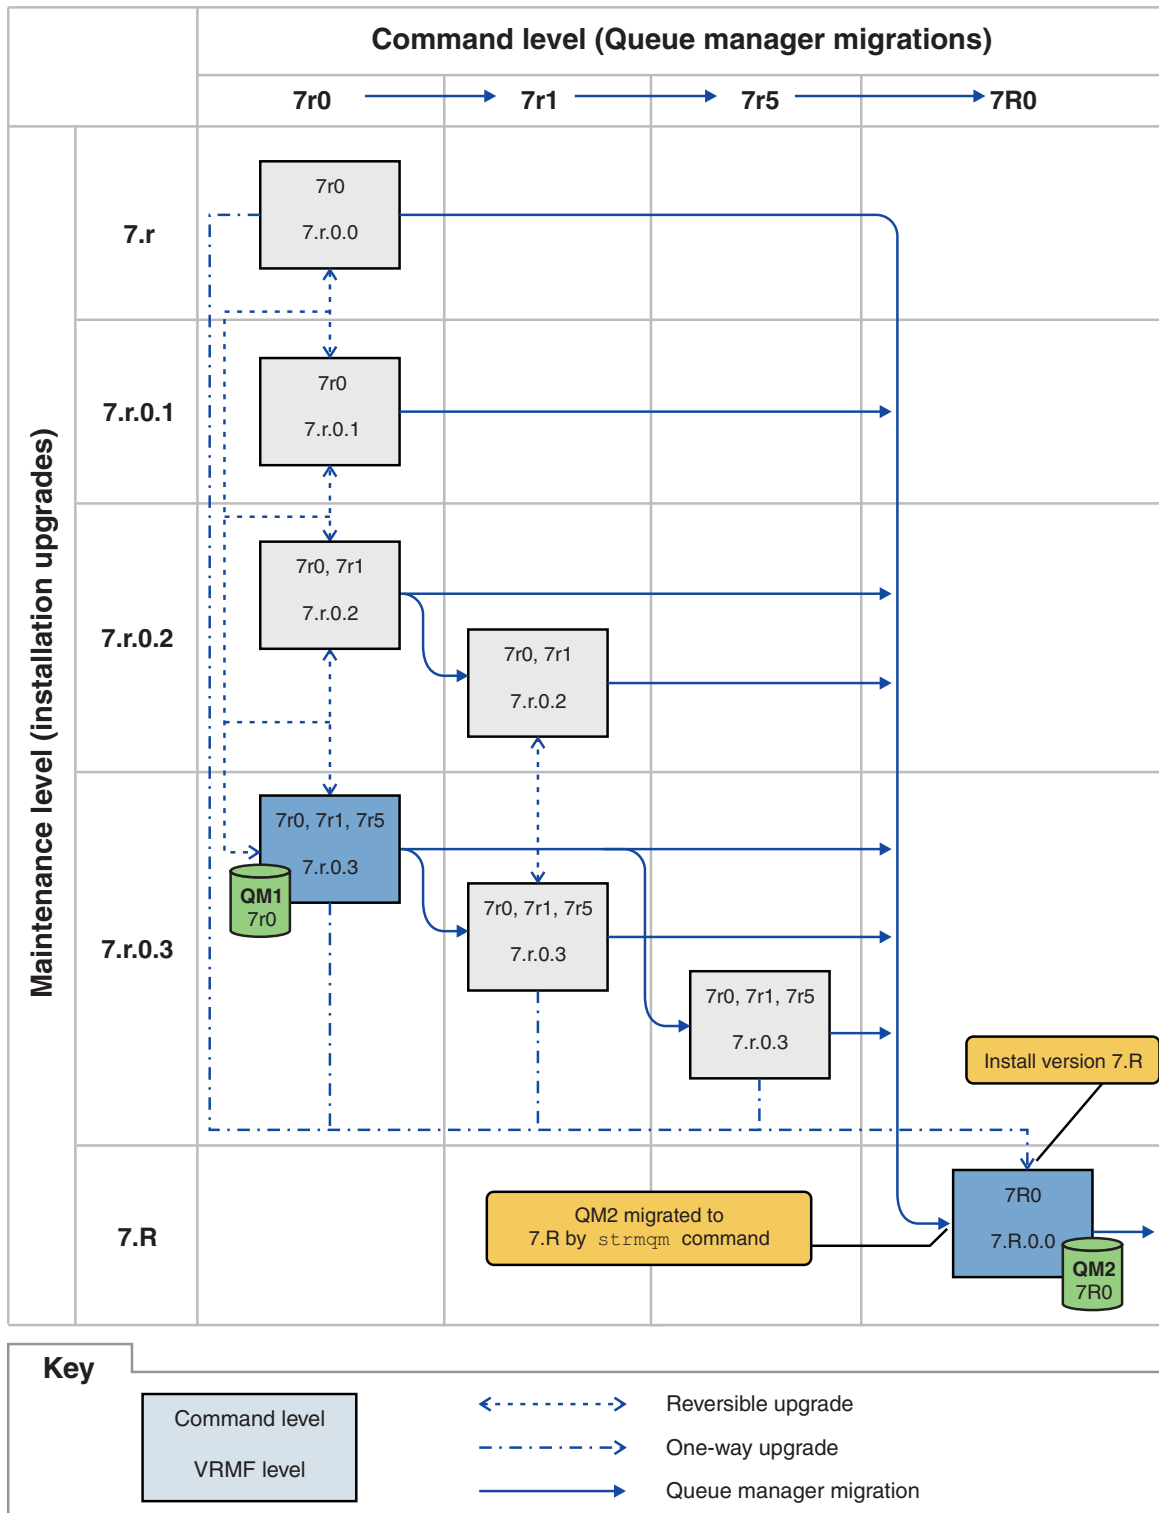 Command level (Queue manager migrations)
7r0
7r1
7r5
7R0
Maintenance level (installation upgrades)
7.r
7r0
7.r.0.0
7.r.0.1
7r0
7.r.0.1
7.r.0.2
7r0, 7r1
7.r.0.2
7r0, 7r1
7.r.0.2
7.r.0.3
7r0, 7r1, 7r5
7.r.0.3
QM1
7r0
7r0, 7r1, 7r5
7.r.0.3
7r0, 7r1, 7r5
7.r.0.3
Install version 7.R
7.R
QM2 migrated to
7.R by strmqm command
7R0
7.R.0.0
QM2
7R0
Key
Command level
VRMF level
Reversible upgrade
One-way upgrade
Queue manager migration